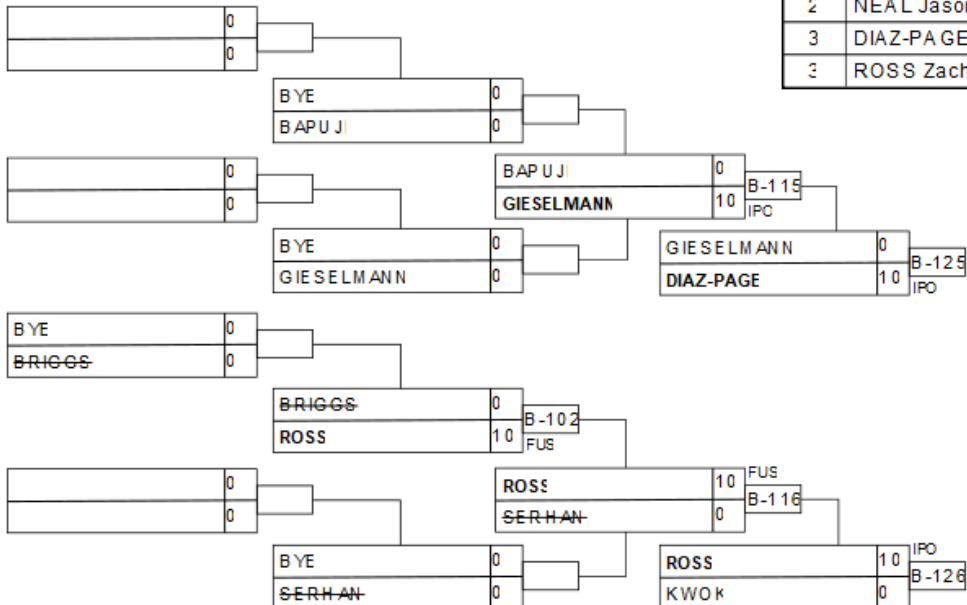 0
0
2 NEAL Jason
3 DIAZ-PAGE
3 ROSS Zach
BYE 0
BAPUJI 0
0
0
BAPUJ 0
GIESELMANN 10
B-115
IPO
BYE 0
GIESELMANN 0
GIESELMANN 0
DIAZ-PAGE 10
B-125
IPO
BYE 0
BRIGGS 0
BRIGGS 0
ROSS 10
B-102
FUS
0
0
ROSS 10
SERHAN 0
FUS
B-116
BYE 0
SERHAN 0
ROSS 10
KWOK 0
IPO
B-126